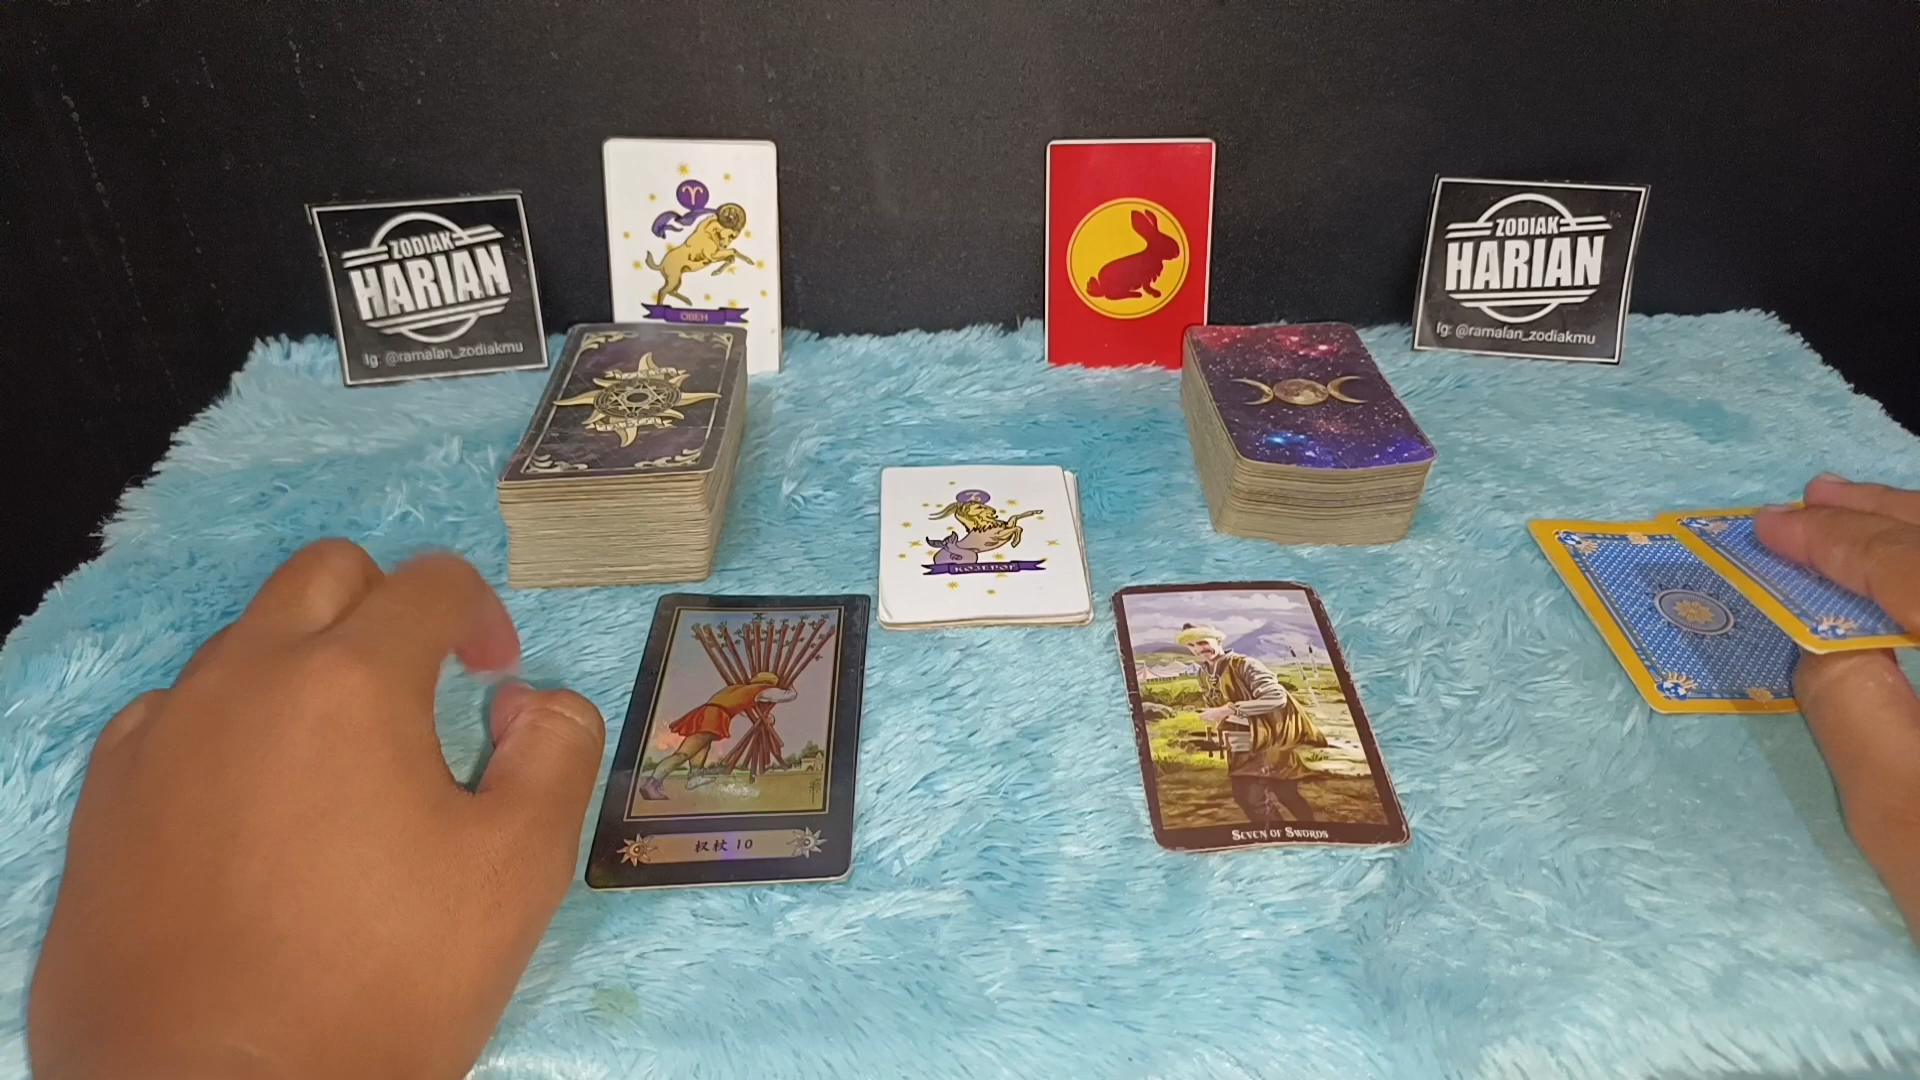 ZODIAK
HARIAN
Ig: @ramalan_zodiakmu
ОВЕН
ZODIAK
HARIAN
Ig: @ramalan_zodiakmu
КОЗЕРОГ
权杖 10
SEVEN OF SWORDS